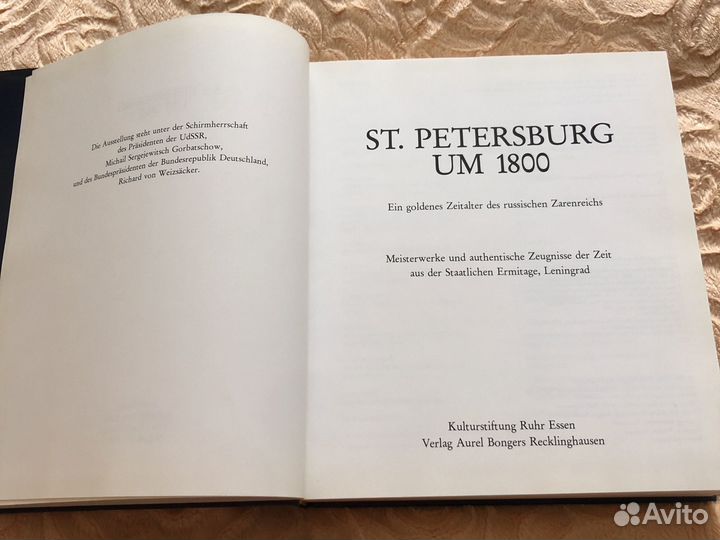 Die Ausstellung steht unter der Schirmherrschaft
des Präsidenten der UdSSR,
Michail Sergejewitsch Gorbatschow,
und des Bundespräsidenten der Bundesrepublik Deutschland,
Richard von Weizsäcker.
ST. PETERSBURG
UM 1800
Ein goldenes Zeitalter des russischen Zarenreichs
Meisterwerke und authentische Zeugnisse der Zeit
aus der Staatlichen Ermitage, Leningrad
Kulturstiftung Ruhr Essen
Verlag Aurel Bongers Recklinghausen
Avito